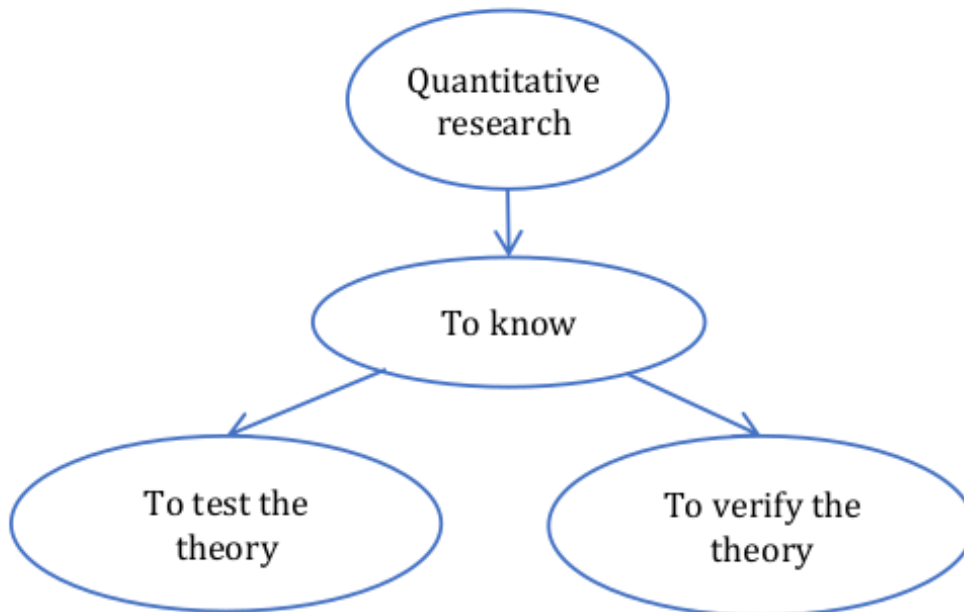 Quantitative
research
To know
To test the
theory
To verify the
theory